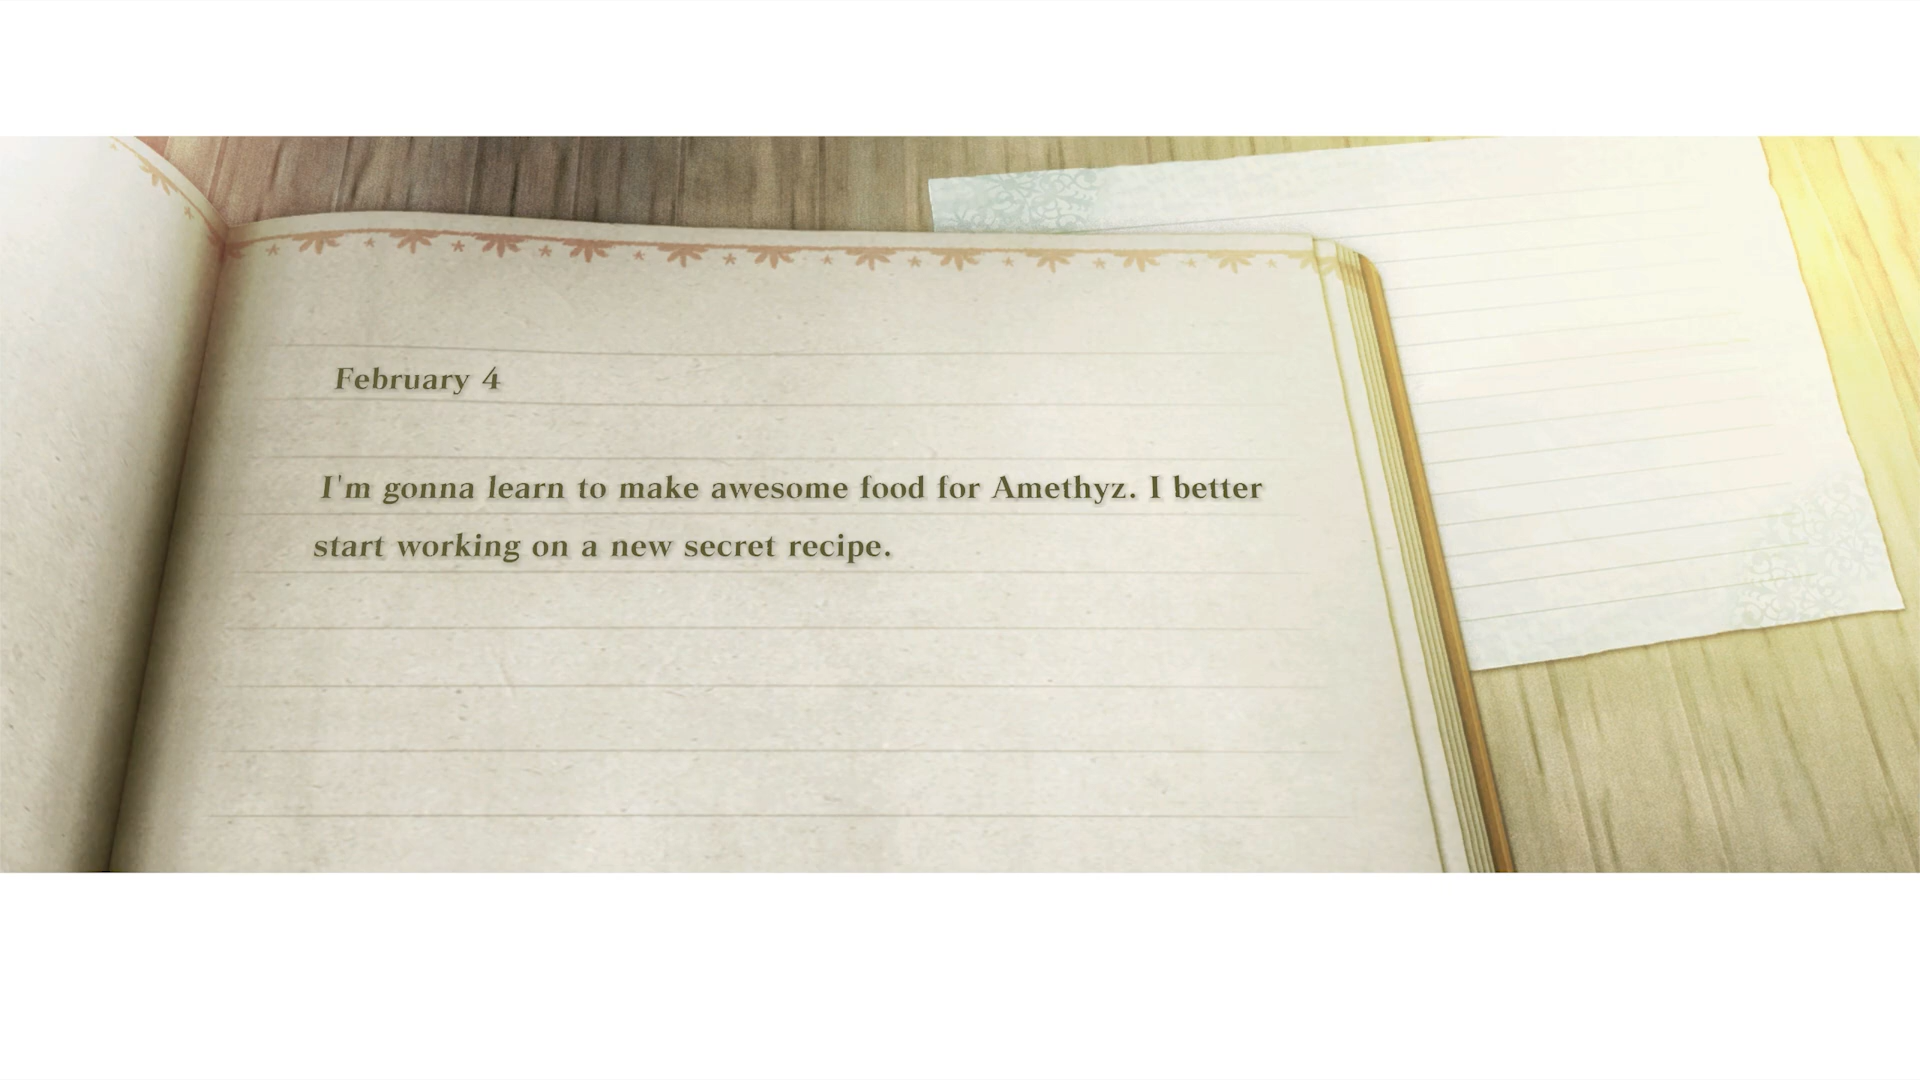 February 4
I'm gonna learn to make awesome food for Amethyz. I better
start working on a new secret recipe.